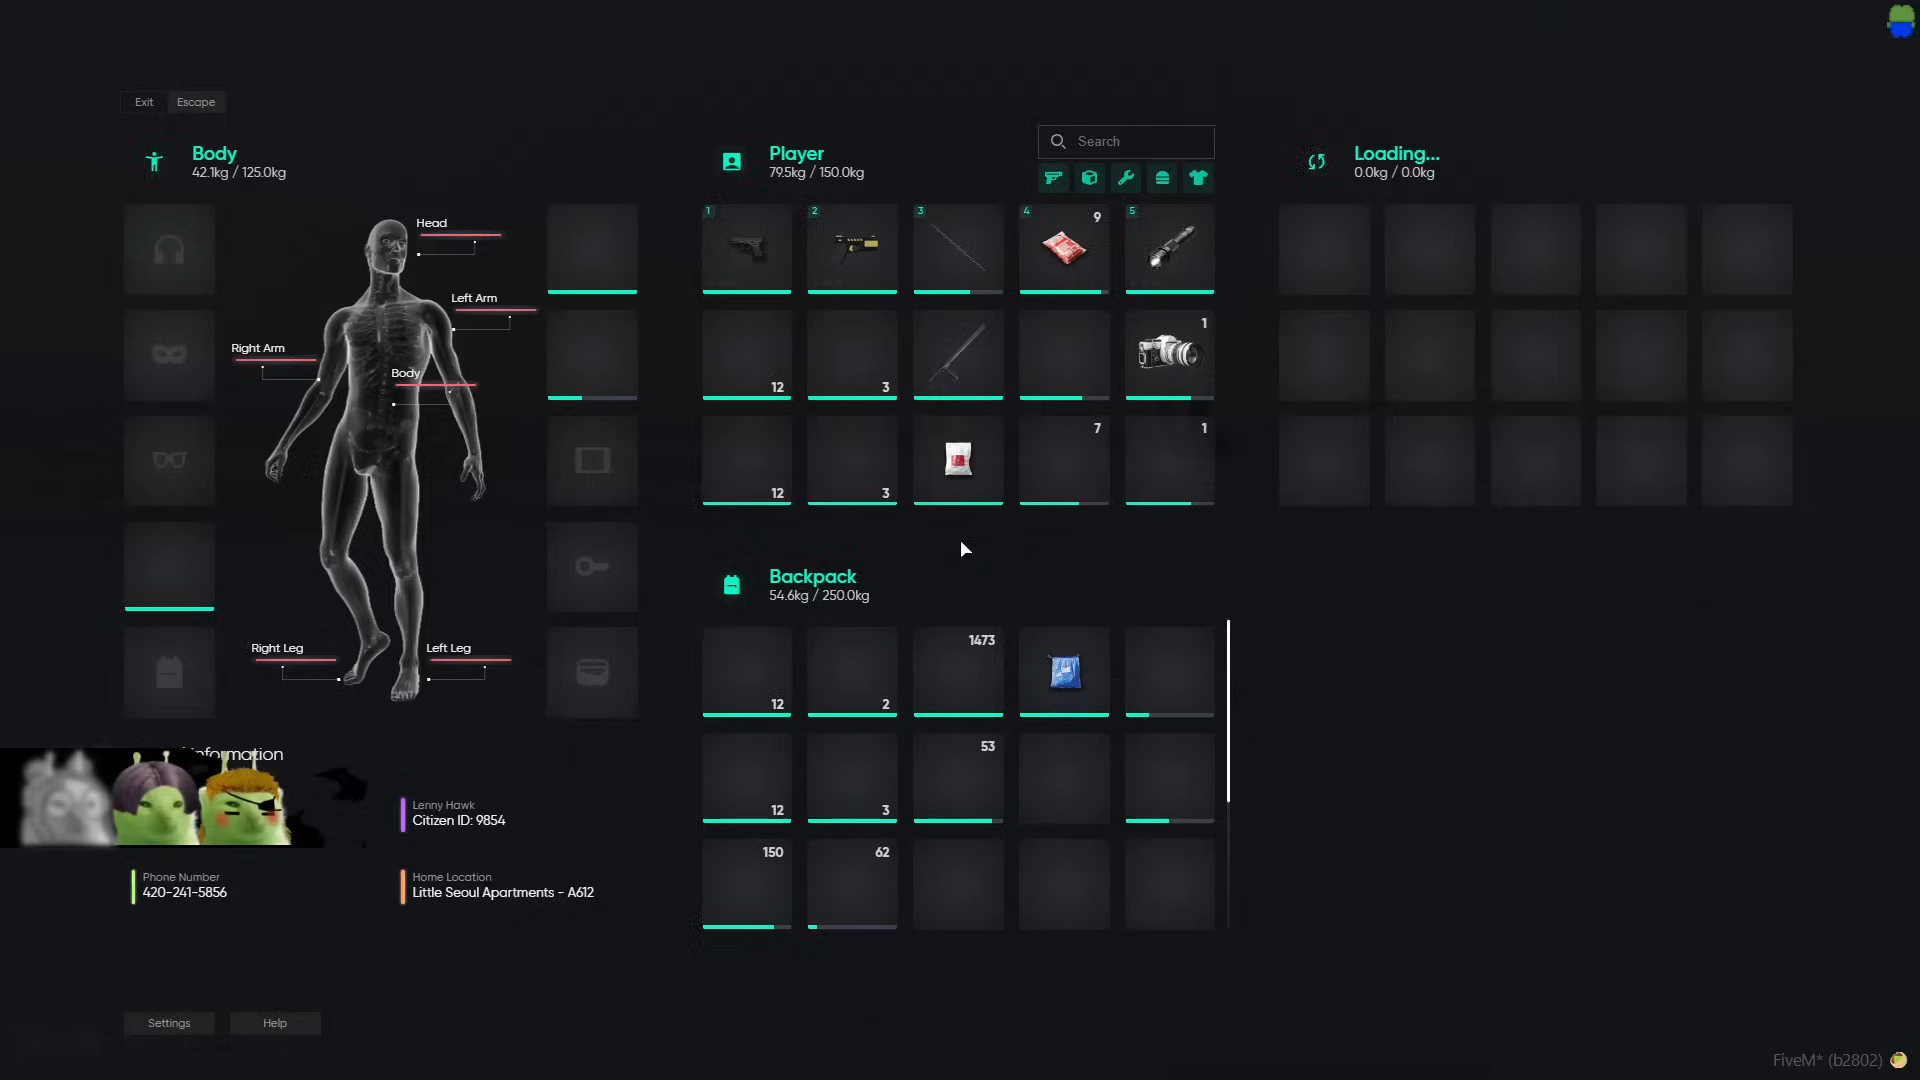 Exit
Escape
Body
42.1kg / 125.0kg
Head
Left Arm
Right Arm
Body
Right Leg
Left Leg
Information
Lenny Hawk
Citizen ID: 9854
Phone Number
420-241-5856
Home Location
Little Seoul Apartments - A612
Settings
Help
Player
79.5kg / 150.0kg
Search
1
2
3
4
9
5
12
3
1
12
3
7
1
Backpack
54.6kg / 250.0kg
12
2
1473
12
3
53
150
62
Loading...
0.0kg / 0.0kg
FiveM* (b2802)